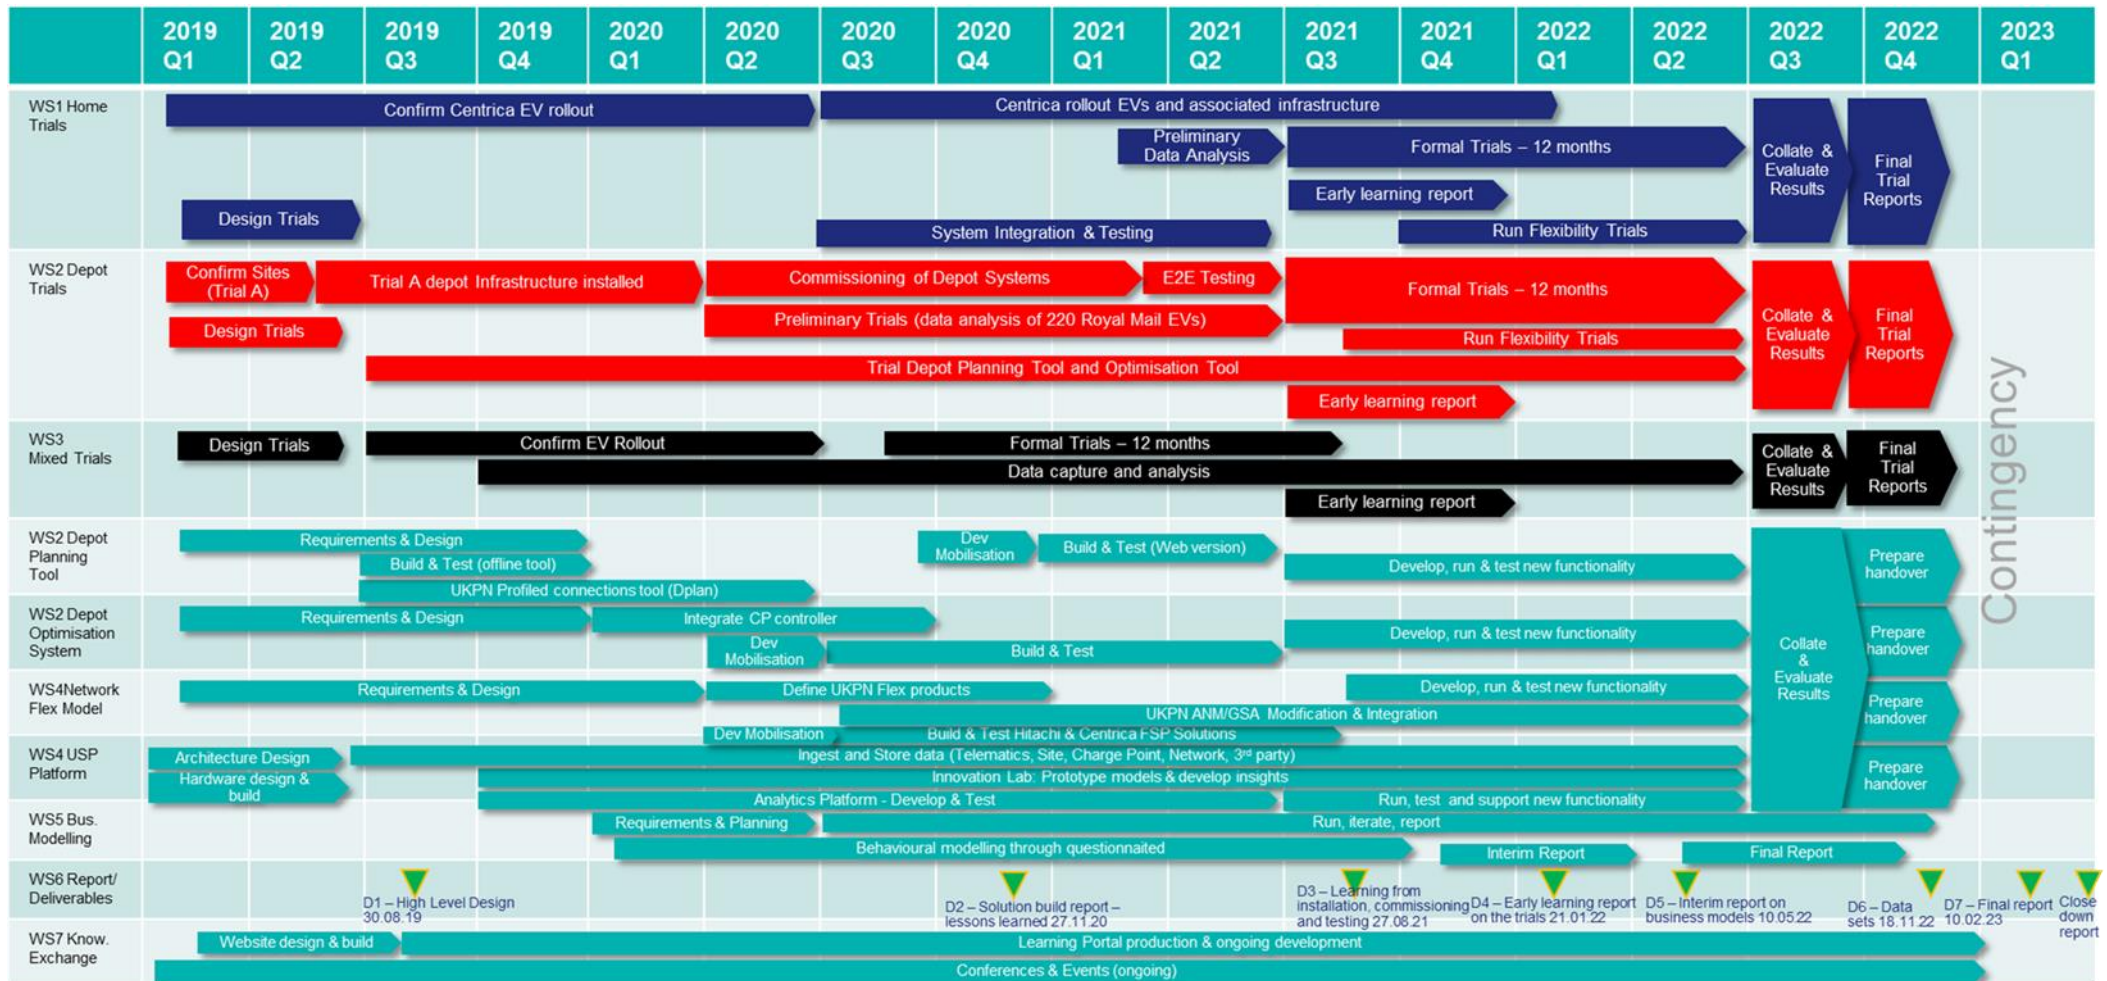 2019 Q1
2019 Q2
2019 Q3
2019 Q4
2020 Q1
2020 Q2
2020 Q3
2020 Q4
2021 Q1
2021 Q2
2021 Q3
2021 Q4
2022 Q1
2022 Q2
2022 Q3
2022 Q4
2023 Q1
WS1 Home
Trials
Confirm Centrica EV rollout
Centrica rollout EVs and associated infrastructure
Preliminary
Data Analysis
Formal Trials – 12 months
Early learning report
Design Trials
System Integration & Testing
Run Flexibility Trials
Collate &
Evaluate
Results
Final
Trial
Reports
WS2 Depot
Trials
Confirm Sites
(Trial A)
Trial A depot Infrastructure installed
Commissioning of Depot Systems
E2E Testing
Formal Trials – 12 months
Design Trials
Preliminary Trials (data analysis of 220 Royal Mail EVs)
Run Flexibility Trials
Trial Depot Planning Tool and Optimisation Tool
Early learning report
Collate &
Evaluate
Results
Final
Trial
Reports
Contingency
WS3
Mixed Trials
Design Trials
Confirm EV Rollout
Formal Trials – 12 months
Data capture and analysis
Early learning report
Collate &
Evaluate
Results
Final
Trial
Reports
WS2 Depot
Planning
Tool
Requirements & Design
Dev
Mobilisation
Build & Test (Web version)
Build & Test (offline tool)
Develop, run & test new functionality
UKPN Profiled connections tool (Dplan)
Prepare
handover
WS2 Depot
Optimisation
System
Requirements & Design
Integrate CP controller
Dev
Mobilisation
Build & Test
Develop, run & test new functionality
Collate
&
Evaluate
Results
Prepare
handover
WS4Network
Flex Model
Requirements & Design
Define UKPN Flex products
Develop, run & test new functionality
UKPN ANM/GSA Modification & Integration
Dev Mobilisation
Build & Test Hitachi & Centrica FSP Solutions
Prepare
handover
WS4 USP
Platform
Architecture Design
Ingest and Store data (Telematics, Site, Charge Point, Network, 3rd party)
Hardware design &
build
Innovation Lab: Prototype models & develop insights
Analytics Platform - Develop & Test
Run, test and support new functionality
Prepare
handover
WS5 Bus.
Modelling
Requirements & Planning
Run, iterate, report
Behavioural modelling through questionnaited
Interim Report
Final Report
WS6 Report/
Deliverables
D1 – High Level Design
30.08.19
D2 – Solution build report –
lessons learned 27.11.20
D3 – Learning from
installation, commissioning
and testing 27.08.21
D4 – Early learning report
on the trials 21.01.22
D5 – Interim report on
business models 10.05.22
D6 – Data
sets 18.11.22
D7 – Final report
10.02.23
Close
down
report
WS7 Know.
Exchange
Website design & build
Learning Portal production & ongoing development
Conferences & Events (ongoing)